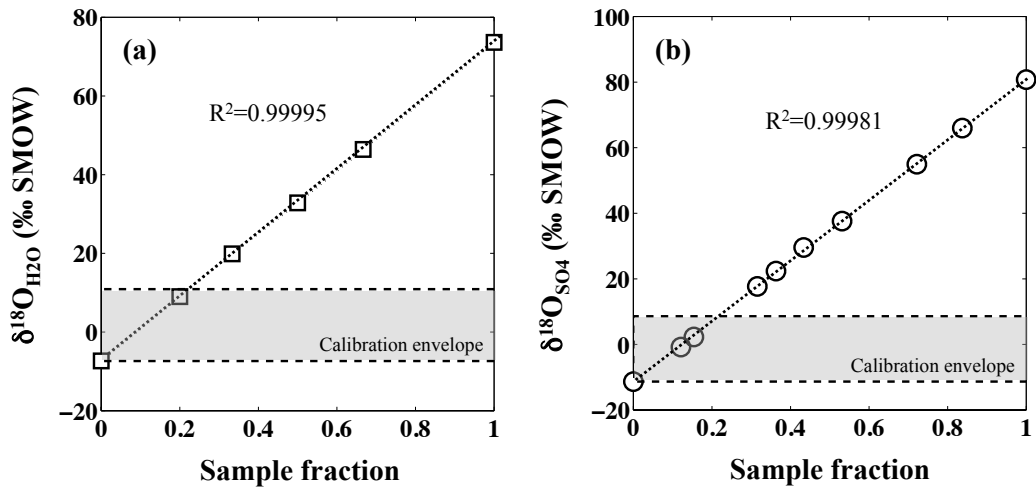 (a)
R²=0.99995
Calibration envelope
80
60
40
20
0
−20
0
0.2
0.4
0.6
0.8
1
δ¹⁸O_H2O (‰ SMOW)
Sample fraction
(b)
R²=0.99981
Calibration envelope
100
80
60
40
20
0
−20
0
0.2
0.4
0.6
0.8
1
δ¹⁸O_SO4 (‰ SMOW)
Sample fraction